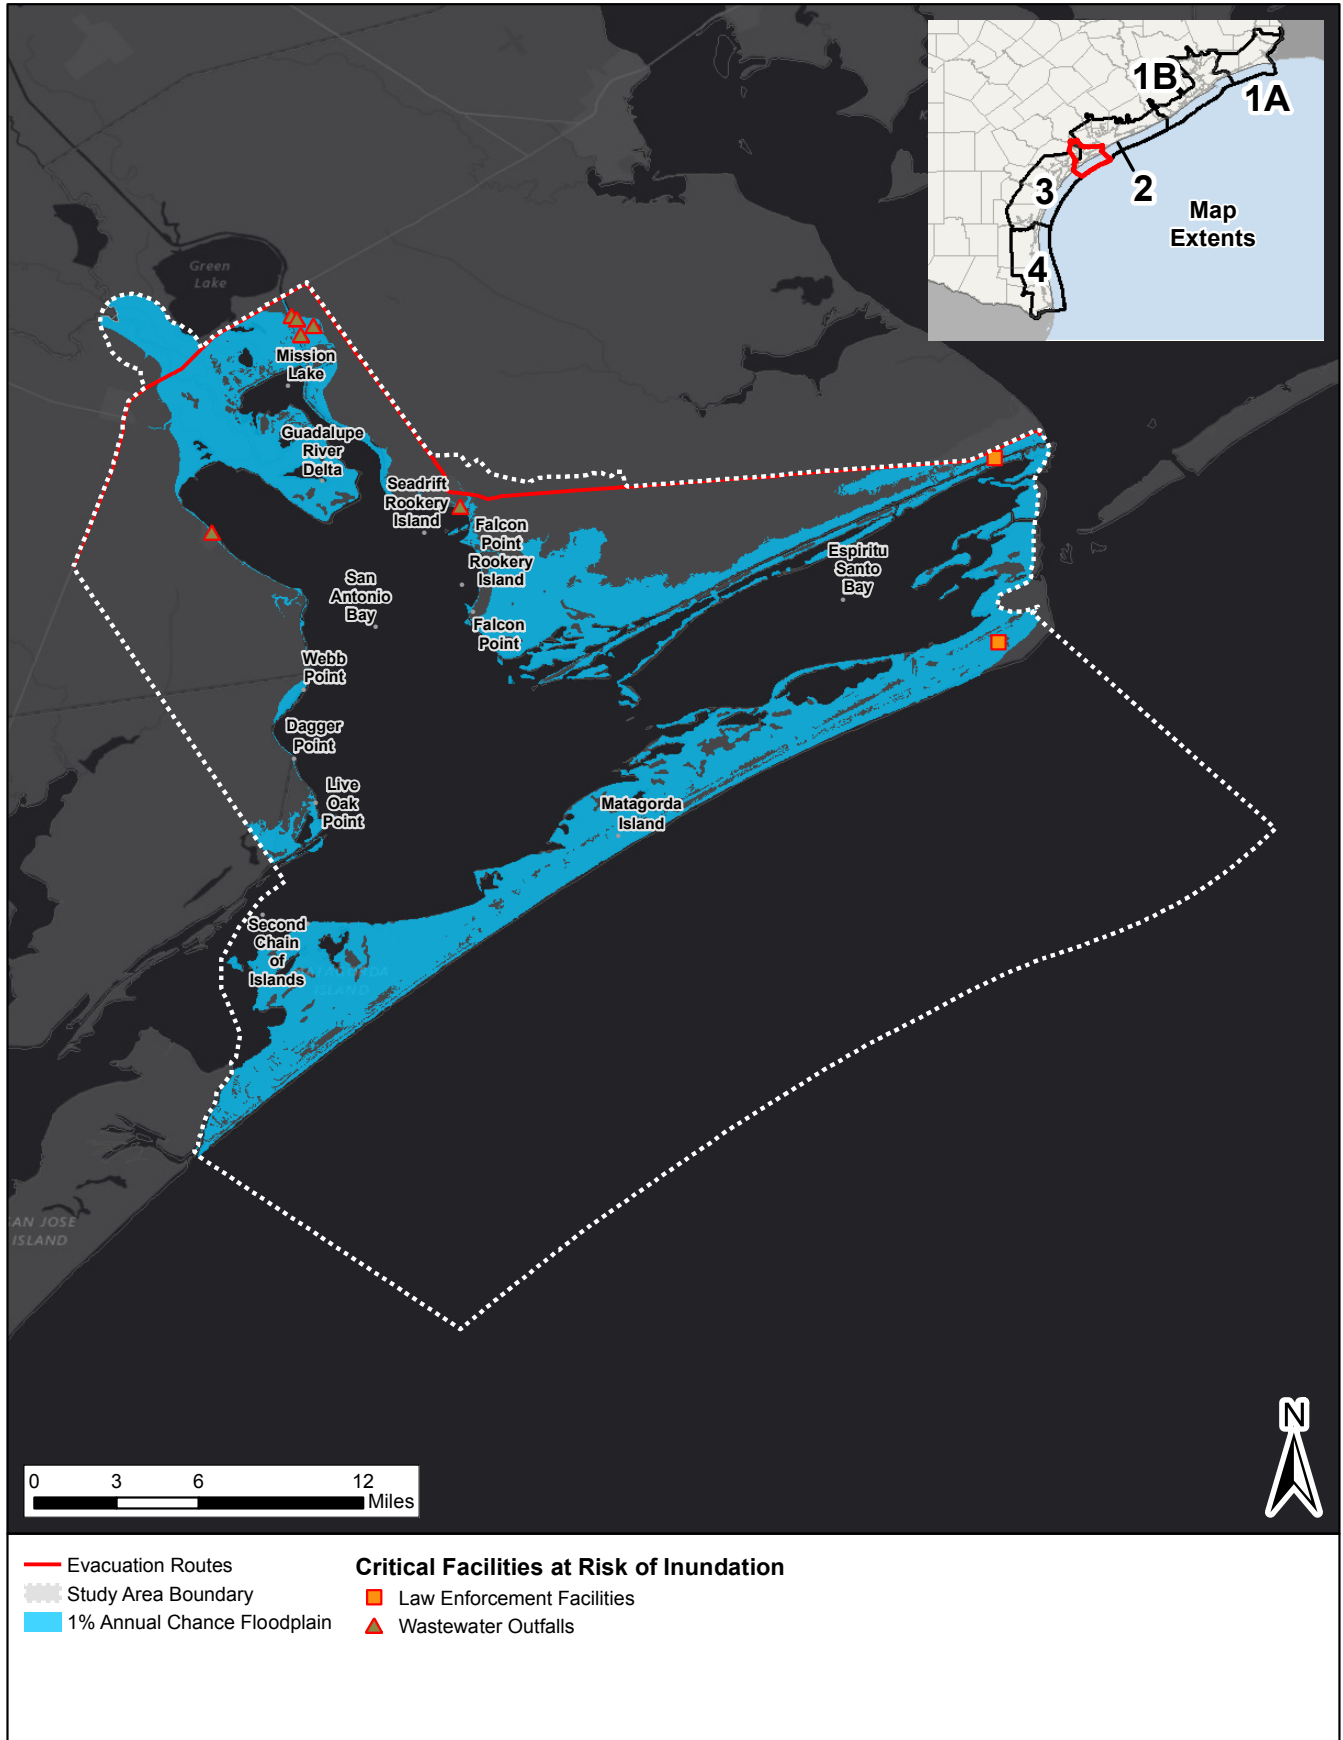 1B
1A
2
3
4
Map
Extents
Green
Lake
Mission
Lake
Guadalupe
River
Delta
Seadrift
Rookery
Island
Falcon
Point
Rookery
Island
Espiritu
Santo
Bay
San
Antonio
Bay
Falcon
Point
Webb
Point
Dagger
Point
Live
Oak
Point
Matagorda
Island
Second
Chain
of
Islands
ISLAND
AN JOSE
ISLAND
N
0 3 6 12
Miles
Evacuation Routes
Study Area Boundary
1% Annual Chance Floodplain
Critical Facilities at Risk of Inundation
Law Enforcement Facilities
Wastewater Outfalls